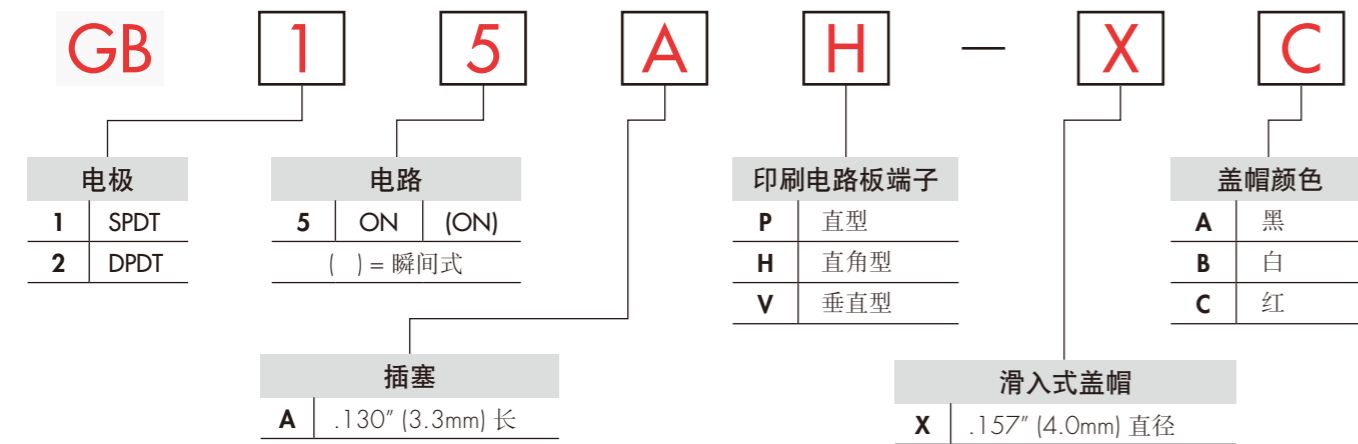 GB 1 5 A H — X C
电极
1 SPDT
2 DPDT
电路
5 ON (ON)
( ) = 瞬间式
印刷电路板端子
P 直型
H 直角型
V 垂直型
盖帽颜色
A 黑
B 白
C 红
插塞
A .130" (3.3mm) 长
滑入式盖帽
X .157" (4.0mm) 直径